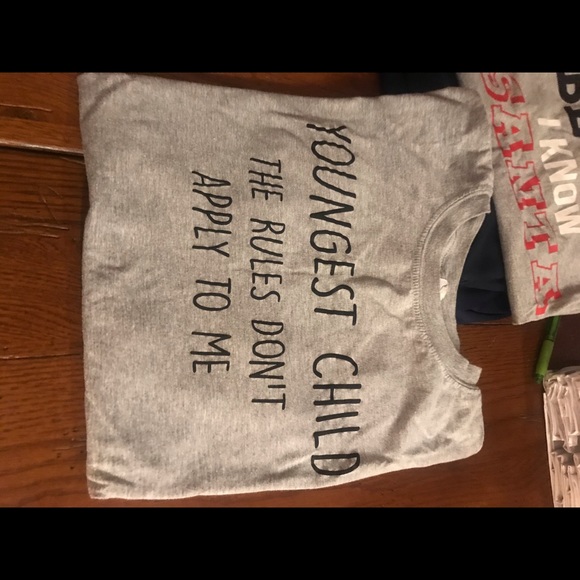 YOUNGEST CHILD
THE RULES DON'T
APPLY TO ME
I KNOW
SANTA